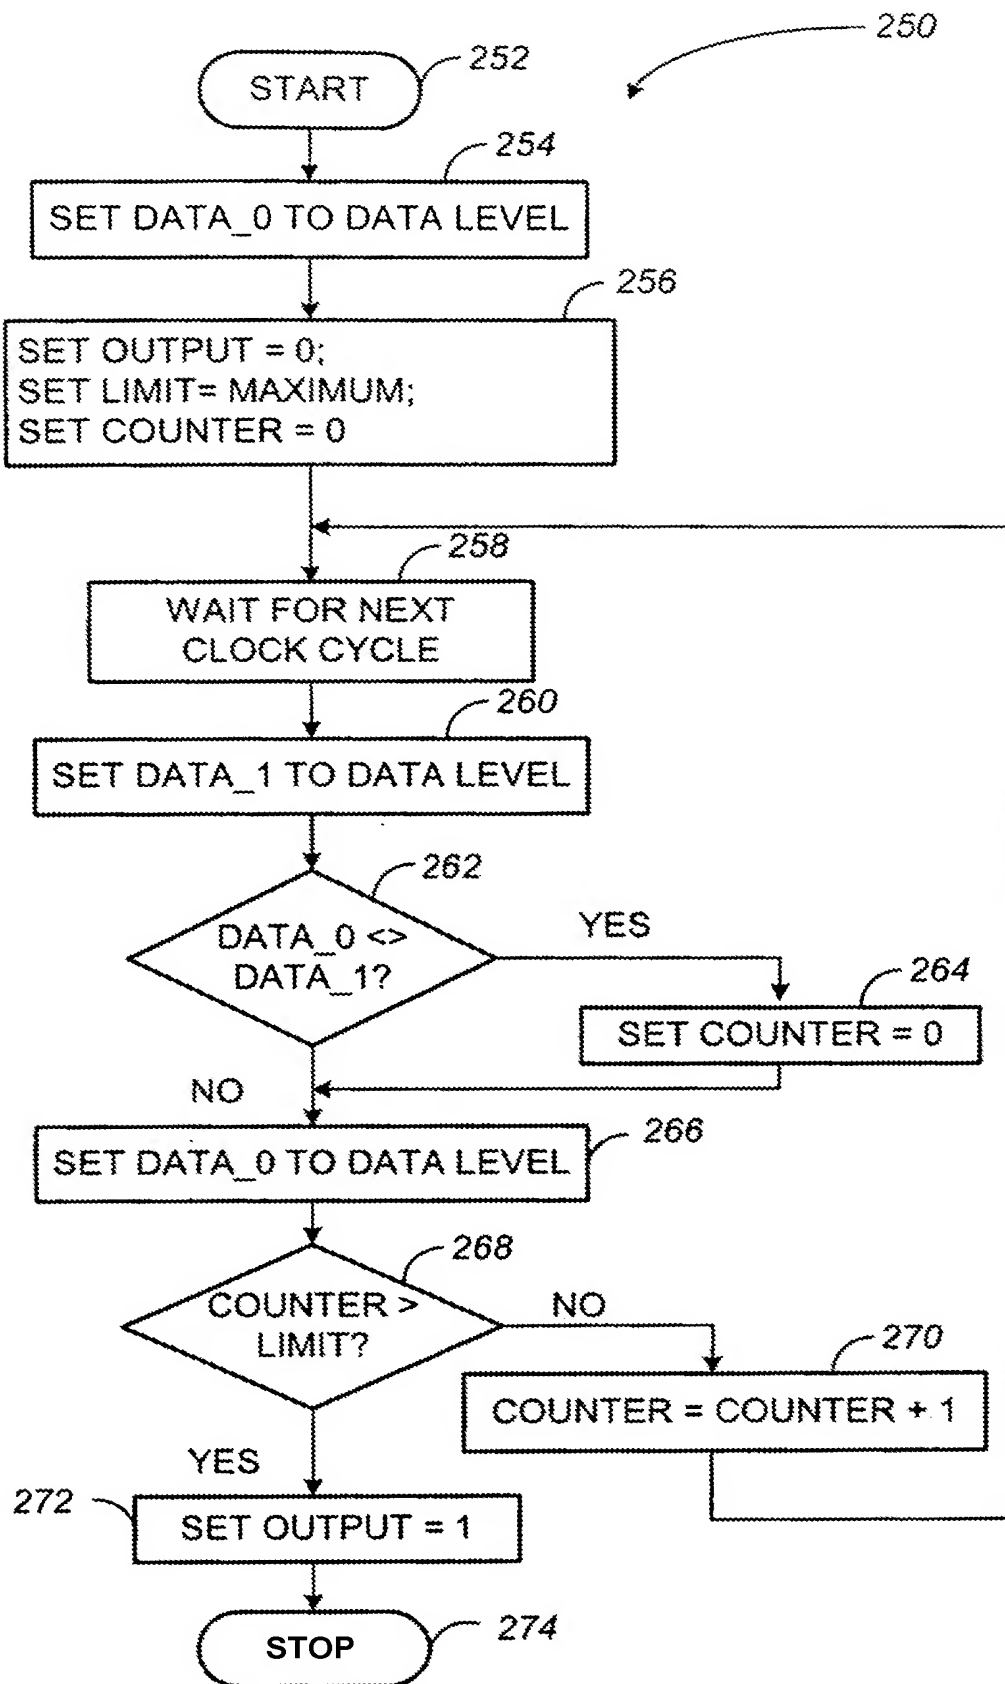 250
START
252
254
SET DATA_0 TO DATA LEVEL
256
SET OUTPUT = 0;
SET LIMIT= MAXIMUM;
SET COUNTER = 0
258
WAIT FOR NEXT
CLOCK CYCLE
260
SET DATA_1 TO DATA LEVEL
262
DATA_0 <>
DATA_1?
YES
264
SET COUNTER = 0
NO
266
SET DATA_0 TO DATA LEVEL
268
COUNTER >
LIMIT?
NO
270
COUNTER = COUNTER + 1
YES
272
SET OUTPUT = 1
STOP
274